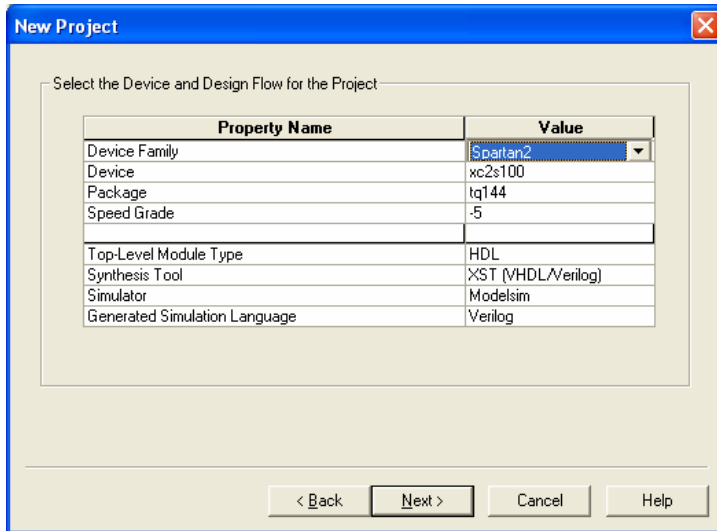 New Project
Select the Device and Design Flow for the Project
Property Name Value
Device Family Spartan2
Device xc2s100
Package tq144
Speed Grade -5
Top-Level Module Type HDL
Synthesis Tool XST (VHDL/Verilog)
Simulator Modelsim
Generated Simulation Language Verilog
< Back Next > Cancel Help